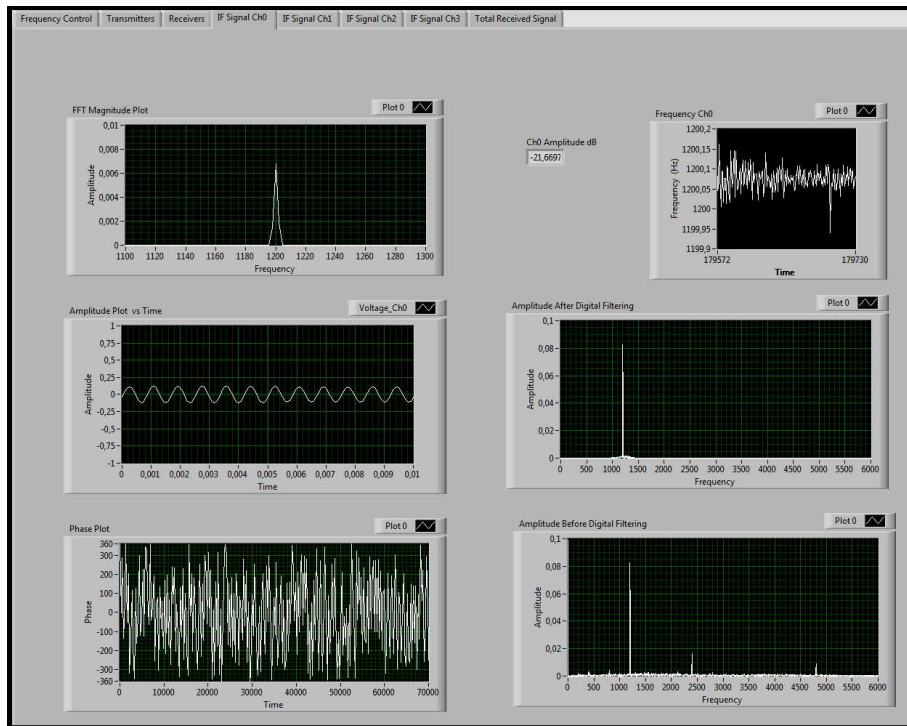 Frequency Control Transmitters Receivers IF Signal Ch0 IF Signal Ch1 IF Signal Ch2 IF Signal Ch3 Total Received Signal
FFT Magnitude Plot
Plot 0
0,01
0,008
0,006
0,004
0,002
0
Amplitude
1100 1120 1140 1160 1180 1200 1220 1240 1260 1280 1300
Frequency
Ch0 Amplitude dB
-21,6697
Frequency Ch0
Plot 0
1200,2
1200,15
1200,1
1200,05
1200
1199,95
1199,9
Frequency (Hz)
179572 179730
Time
Amplitude Plot vs Time
Voltage_Ch0
1
0,75
0,5
0,25
0
-0,25
-0,5
-0,75
-1
Amplitude
0 0,001 0,002 0,003 0,004 0,005 0,006 0,007 0,008 0,01
Time
Amplitude After Digital Filtering
Plot 0
0,1
0,08
0,06
0,04
0,02
0
Amplitude
0 500 1000 1500 2000 2500 3000 3500 4000 4500 5000 5500 6000
Frequency
Phase Plot
Plot 0
360
300
200
100
0
-100
-200
-300
-360
Phase
0 10000 20000 30000 40000 50000 60000 70000
Time
Amplitude Before Digital Filtering
Plot 0
0,1
0,08
0,06
0,04
0,02
0
Amplitude
0 500 1000 1500 2000 2500 3000 3500 4000 4500 5000 5500 6000
Frequency